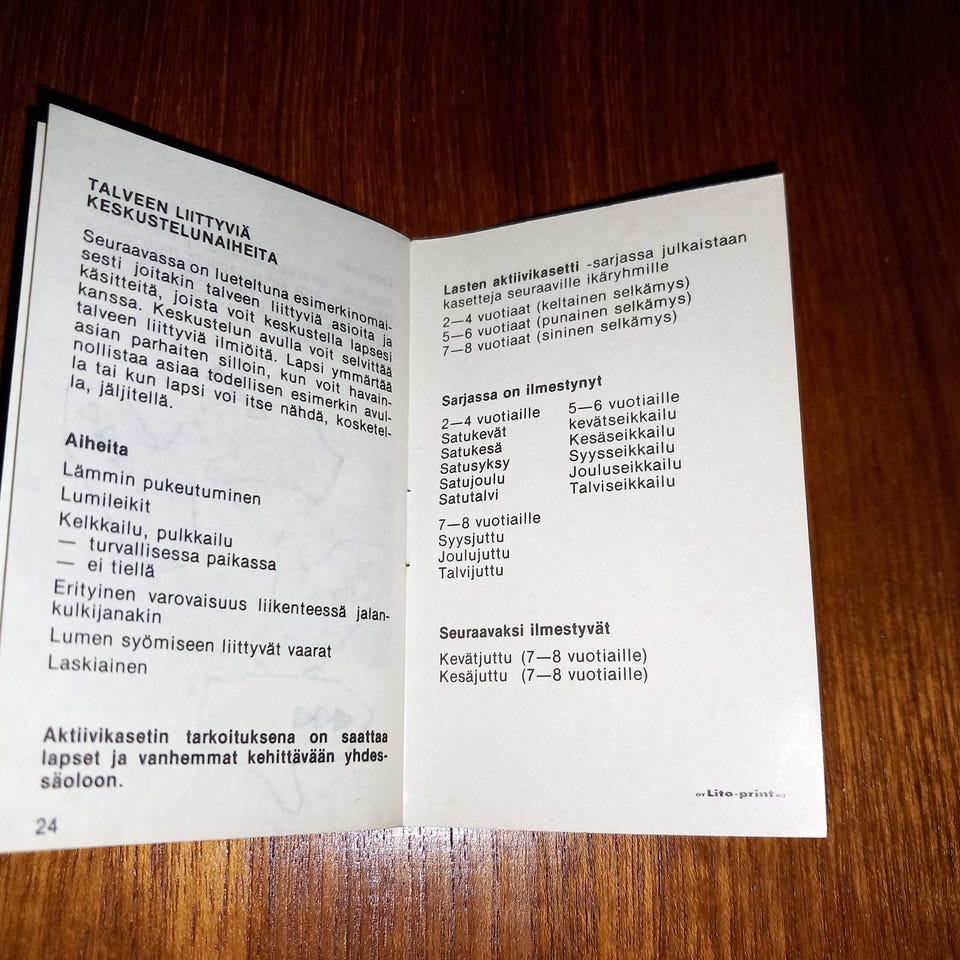 TALVEEN LIITTYVIÄ
KESKUSTELUNAIHEITA
Seuraavassa on lueteltuna esimerkinomai-
sesti joitakin talveen liittyviä asioita ja
käsitteitä, joista voit keskustella lapsesi
kanssa. Keskustelun avulla voit selvittää
talveen liittyviä ilmiöitä. Lapsi ymmärtää
asian parhaiten silloin, kun voit havain-
nollistaa asiaa todellisen esimerkin avul-
la tai kun lapsi voi itse nähdä, kosketel-
la, jäljitellä.
Aiheita
Lämmin pukeutuminen
Lumileikit
Kelkkailu, pulkkailu
— turvallisessa paikassa
— ei tiellä
Erityinen varovaisuus liikenteessä jalan-
kulkijanakin
Lumen syömiseen liittyvät vaarat
Laskiainen
Aktiivikasetin tarkoituksena on saattaa
lapset ja vanhemmat kehittävään yhdes-
säoloon.
24
Lasten aktiivikasetti -sarjassa julkaistaan
kasetteja seuraaville ikäryhmille
2—4 vuotiaat (keltainen selkämys)
5—6 vuotiaat (punainen selkämys)
7—8 vuotiaat (sininen selkämys)
Sarjassa on ilmestynyt
2—4 vuotiaille
Satukevät
Satukesä
Satusyksy
Satujoulu
Satutalvi
5—6 vuotiaille
kevätseikkailu
Kesäseikkailu
Syysseikkailu
Jouluseikkailu
Talviseikkailu
7—8 vuotiaille
Syysjuttu
Joulujuttu
Talvijuttu
Seuraavaksi ilmestyvät
Kevätjuttu (7—8 vuotiaille)
Kesäjuttu (7—8 vuotiaille)
OY Lito-print AB